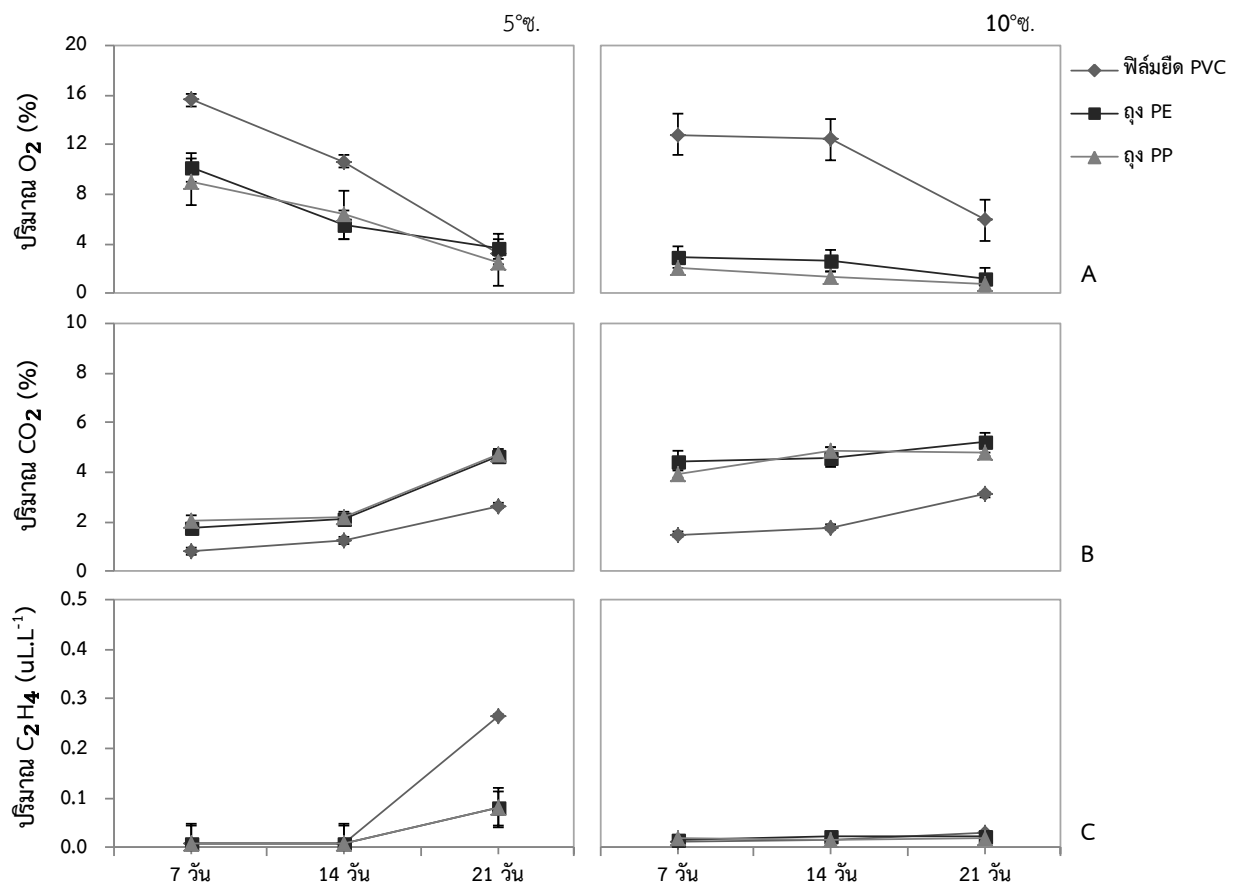 5°ซ.
10°ซ.
ฟิล์มยืด PVC
ถุง PE
ถุง PP
ปริมาณ O2 (%)
20
16
12
8
4
0
A
ปริมาณ CO2 (%)
10
8
6
4
2
0
B
ปริมาณ C2H4 (uL.L-1)
0.5
0.4
0.3
0.2
0.1
0.0
C
7 วัน
14 วัน
21 วัน
7 วัน
14 วัน
21 วัน